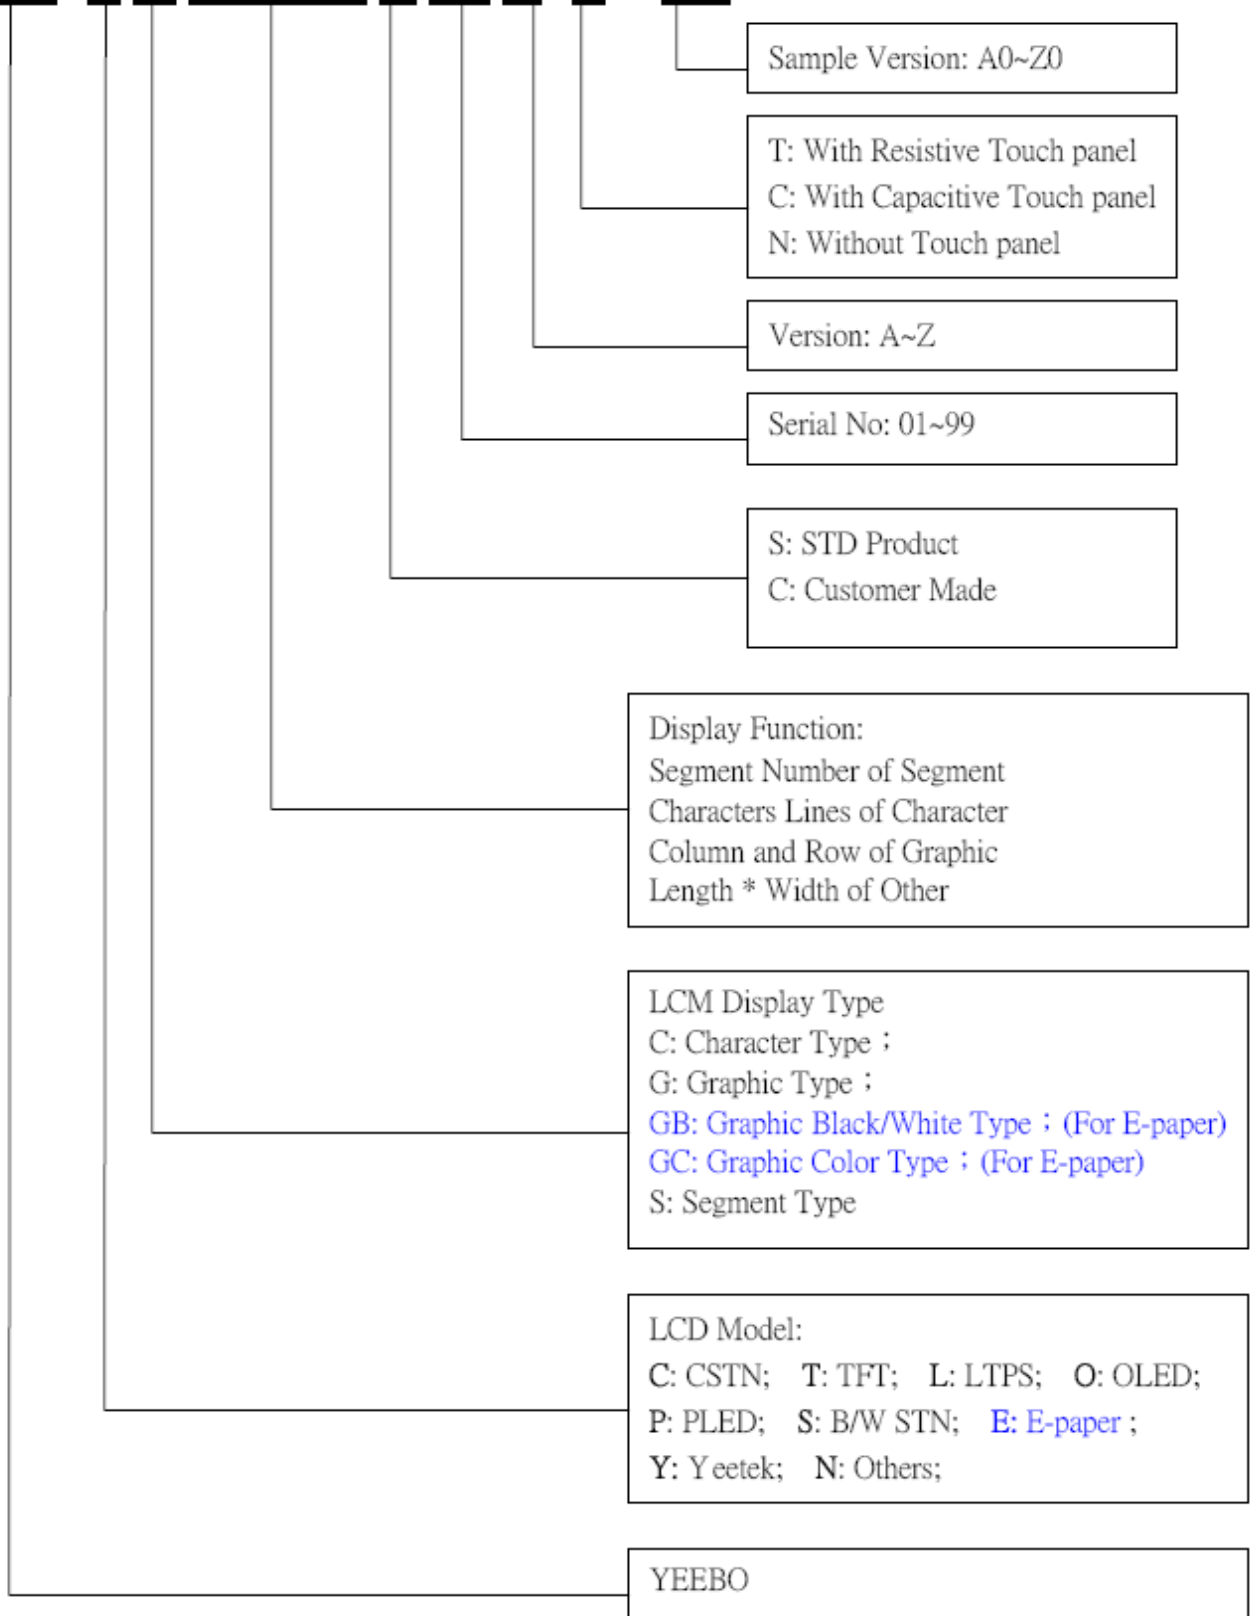 Sample Version: A0~Z0
T: With Resistive Touch panel
C: With Capacitive Touch panel
N: Without Touch panel
Version: A~Z
Serial No: 01~99
S: STD Product
C: Customer Made
Display Function:
Segment Number of Segment
Characters Lines of Character
Column and Row of Graphic
Length * Width of Other
LCM Display Type
C: Character Type；
G: Graphic Type；
GB: Graphic Black/White Type；(For E-paper)
GC: Graphic Color Type；(For E-paper)
S: Segment Type
LCD Model:
C: CSTN; T: TFT; L: LTPS; O: OLED;
P: PLED; S: B/W STN; E: E-paper ;
Y: Yeetek; N: Others;
YEEBO